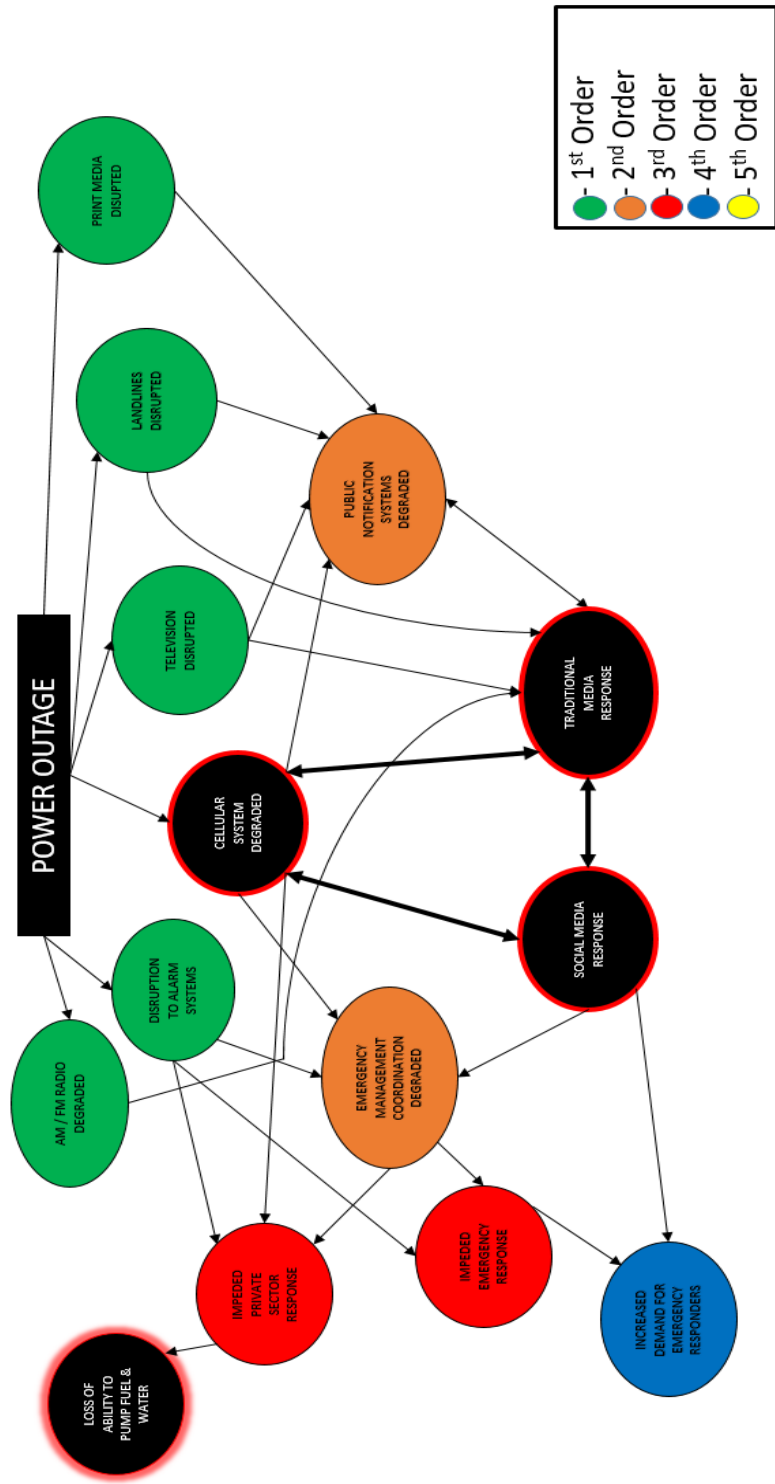 POWER OUTAGE
AM / FM RADIO
DEGRADED
DISRUPTION
TO ALARM
SYSTEMS
CELLULAR
SYSTEM
DEGRADED
TELEVISION
DISRUPTED
LANDLINES
DISRUPTED
PRINT MEDIA
DISUPTED
LOSS OF
ABILITY TO
PUMP FUEL &
WATER
IMPEDED
PRIVATE
SECTOR
RESPONSE
EMERGENCY
MANAGEMENT
COORDINATION
DEGRADED
PUBLIC
NOTIFICATION
SYSTEMS
DEGRADED
IMPEDED
EMERGENCY
RESPONSE
SOCIAL MEDIA
RESPONSE
TRADITIONAL
MEDIA
RESPONSE
INCREASED
DEMAND FOR
EMERGENCY
RESPONDERS
- 1st Order
- 2nd Order
- 3rd Order
- 4th Order
- 5th Order